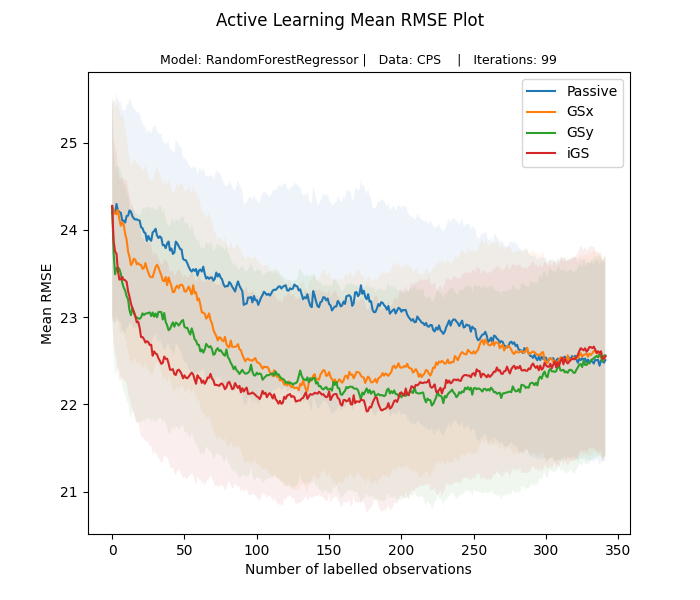 Active Learning Mean RMSE Plot
Model: RandomForestRegressor | Data: CPS | Iterations: 99
Passive
GSx
GSy
iGS
25
24
23
22
21
Mean RMSE
0 50 100 150 200 250 300 350
Number of labelled observations